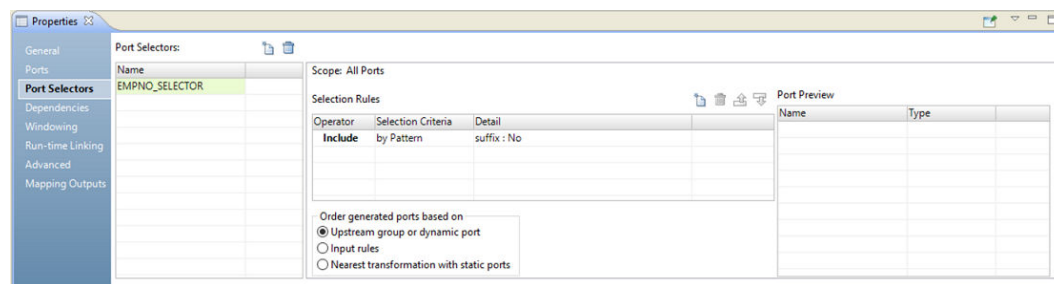 Properties
General
Ports
Port Selectors
Dependencies
Windowing
Run-time Linking
Advanced
Mapping Outputs
Port Selectors:
Name
EMPNO_SELECTOR
Scope: All Ports
Selection Rules
Operator Selection Criteria Detail
Include by Pattern suffix : No
Order generated ports based on
Upstream group or dynamic port
Input rules
Nearest transformation with static ports
Port Preview
Name Type